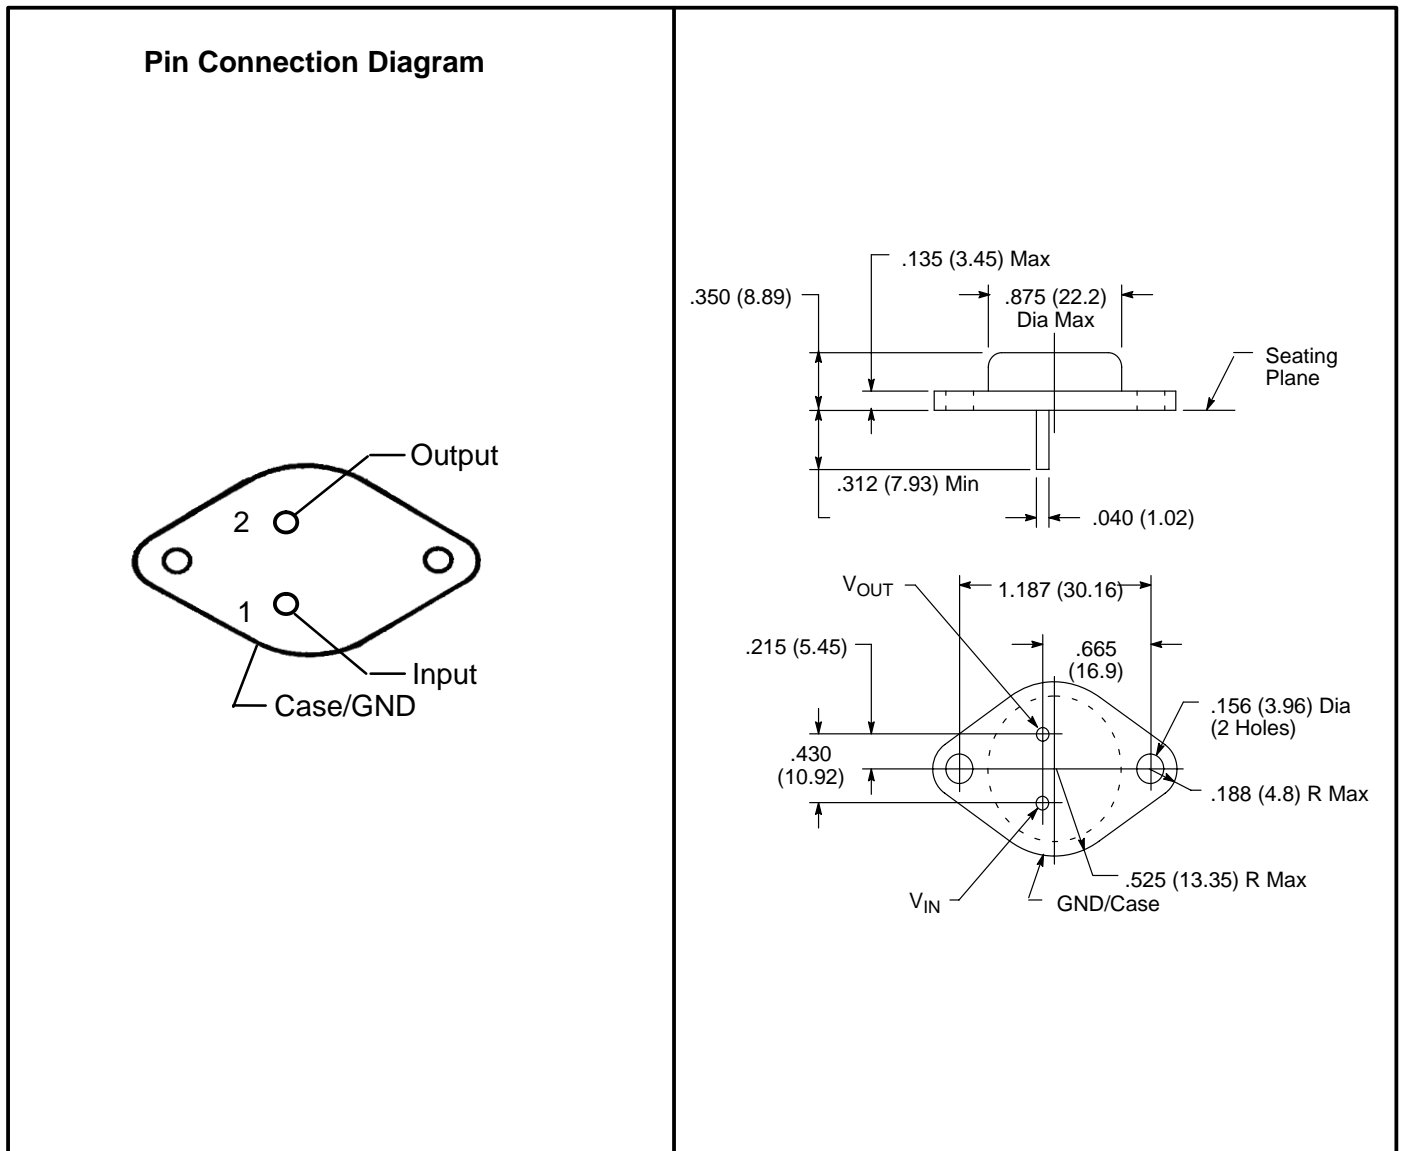 Pin Connection Diagram
Output
2
1
Input
Case/GND
.135 (3.45) Max
.350 (8.89)
.875 (22.2)
Dia Max
Seating
Plane
.312 (7.93) Min
.040 (1.02)
VOUT
1.187 (30.16)
.215 (5.45)
.665
(16.9)
.156 (3.96) Dia
(2 Holes)
.430
(10.92)
.188 (4.8) R Max
.525 (13.35) R Max
VIN
GND/Case